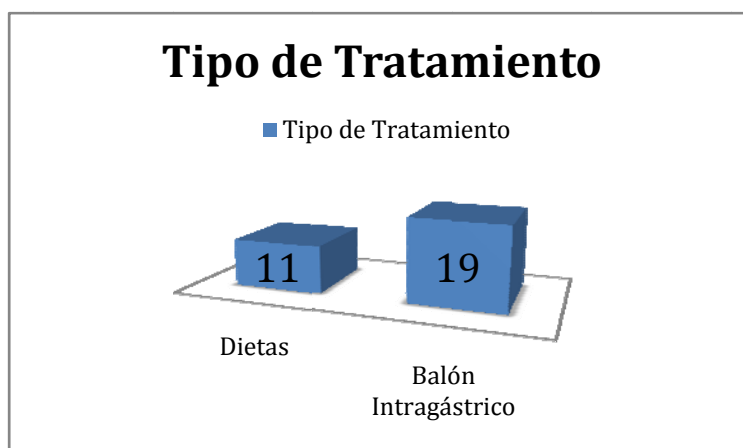 Tipo de Tratamiento
Tipo de Tratamiento
11
19
Dietas
Balón
Intragástrico